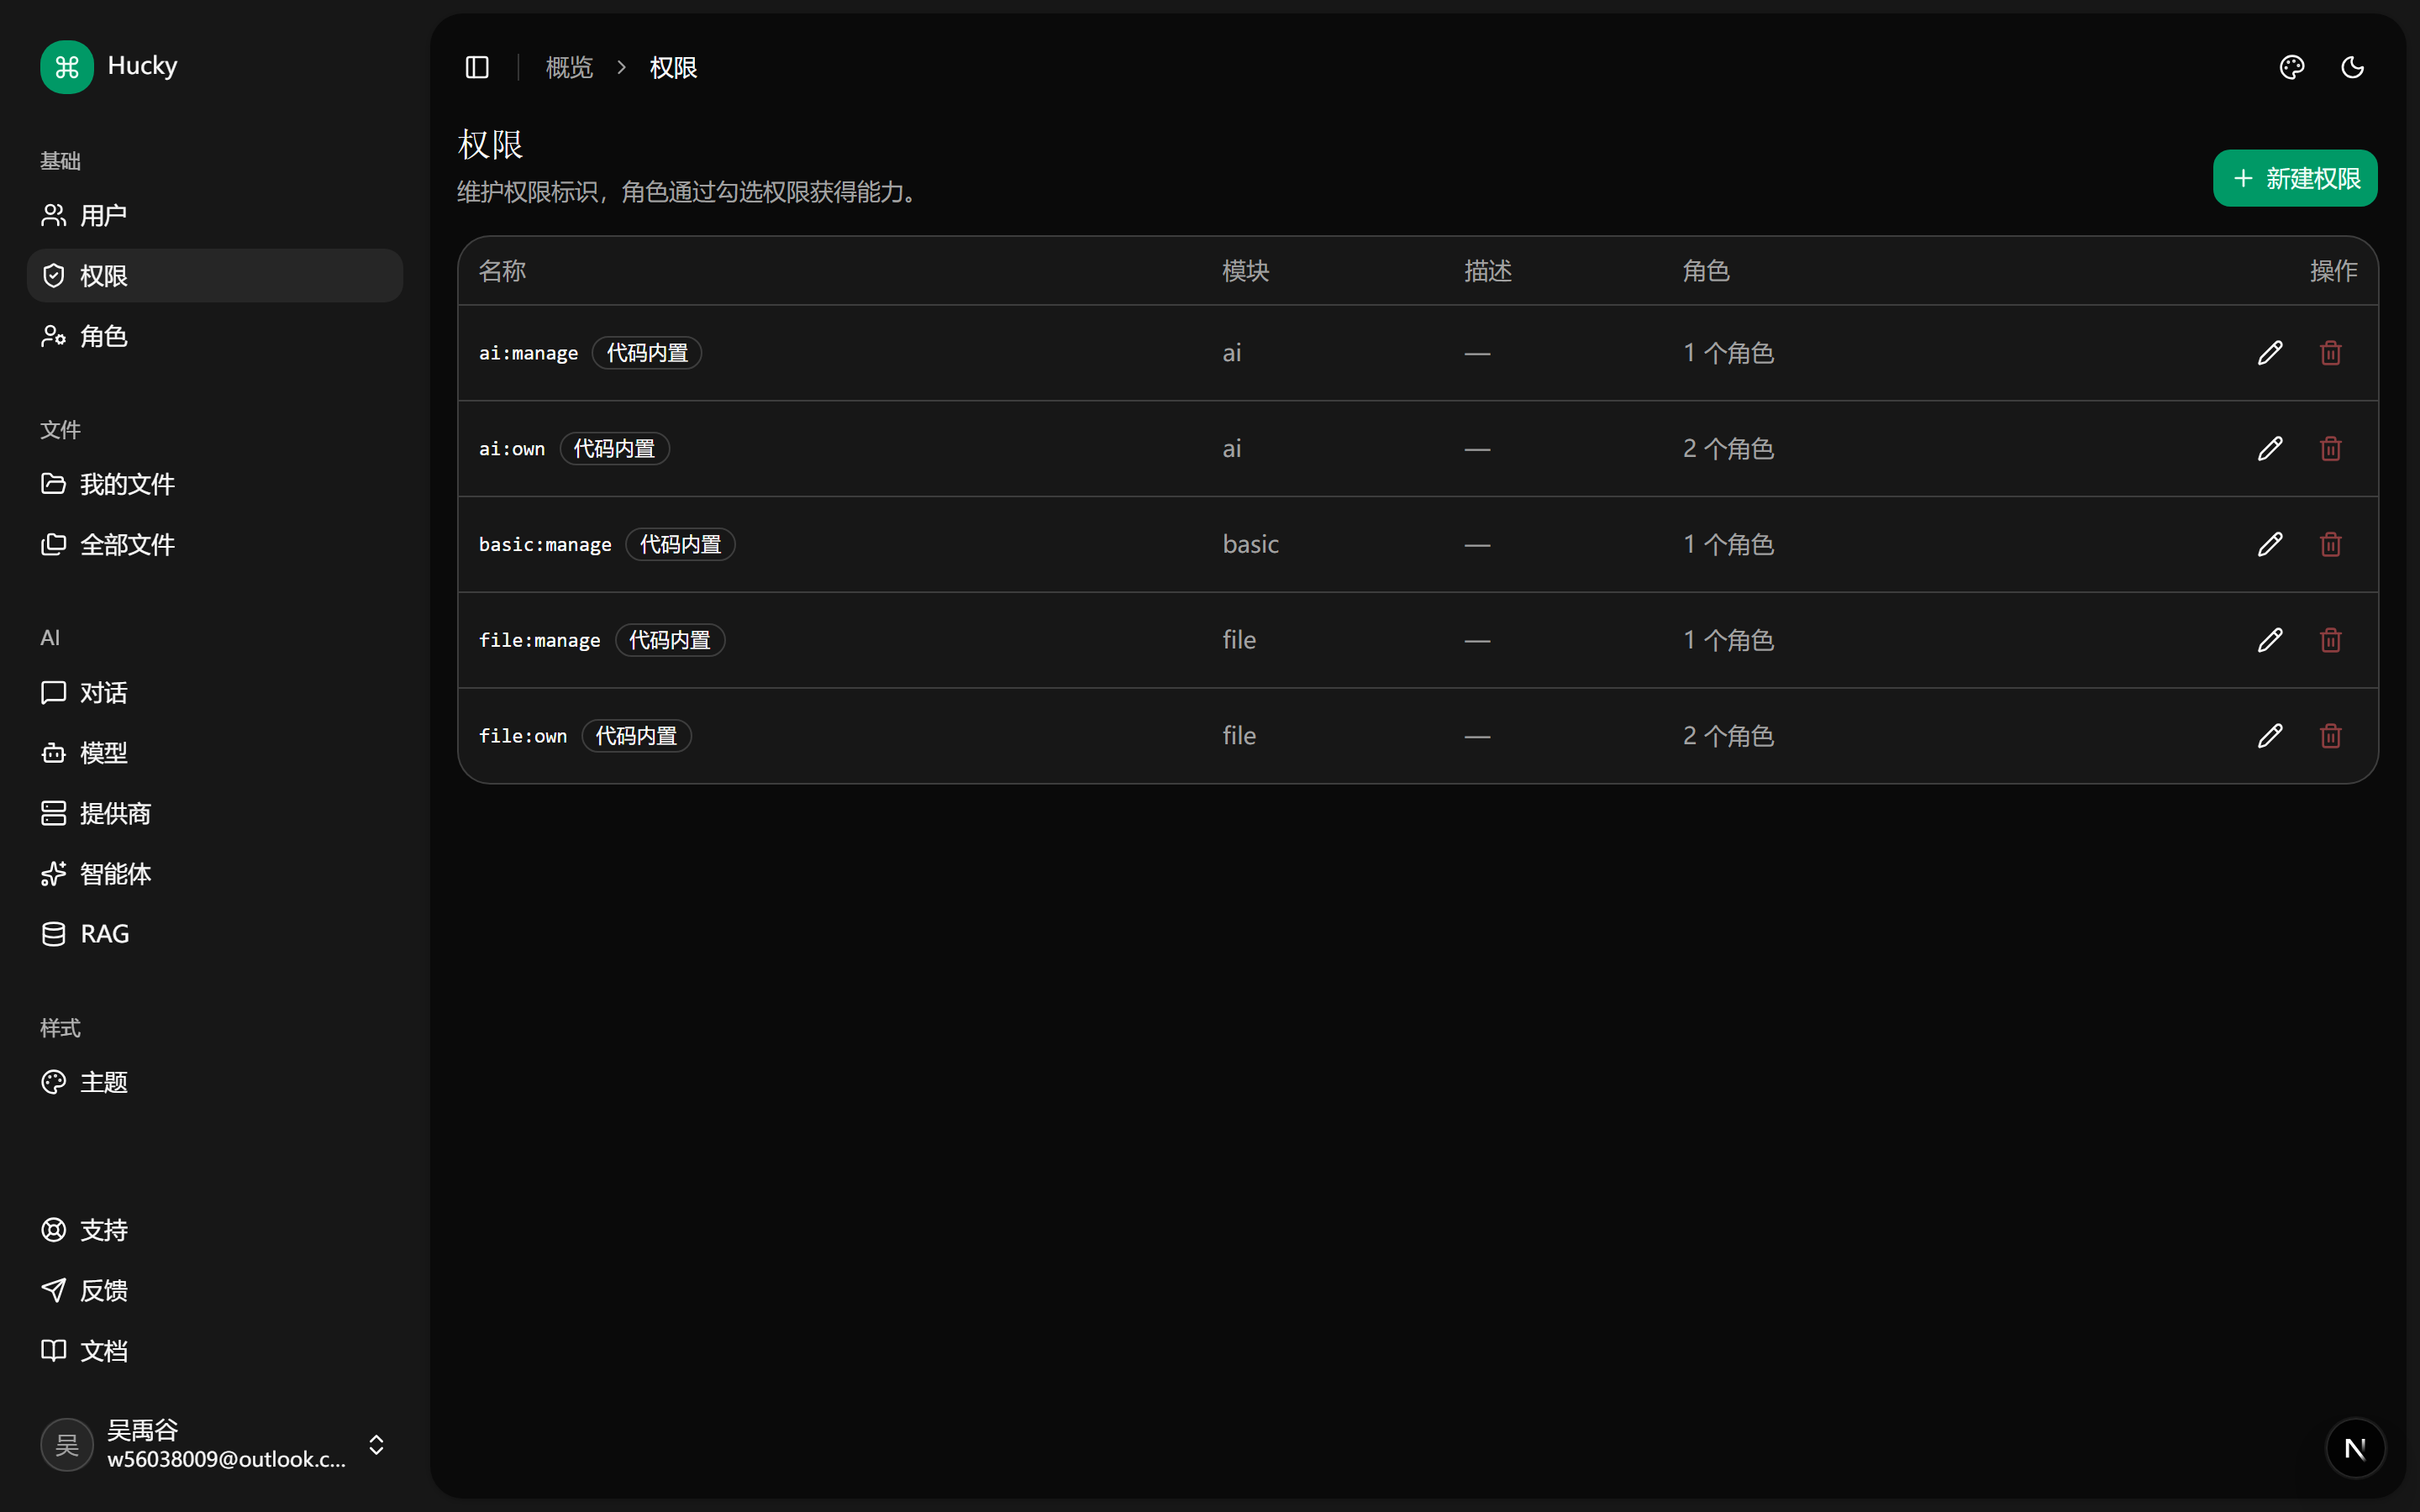 Hucky
基础
用户
权限
角色
文件
我的文件
全部文件
AI
对话
模型
提供商
智能体
RAG
样式
主题
支持
反馈
文档
吴
吴禹谷
w56038009@outlook.c...
概览 > 权限
权限
维护权限标识，角色通过勾选权限获得能力。
+ 新建权限
名称 模块 描述 角色 操作
ai:manage 代码内置 ai — 1 个角色
ai:own 代码内置 ai — 2 个角色
basic:manage 代码内置 basic — 1 个角色
file:manage 代码内置 file — 1 个角色
file:own 代码内置 file — 2 个角色
N